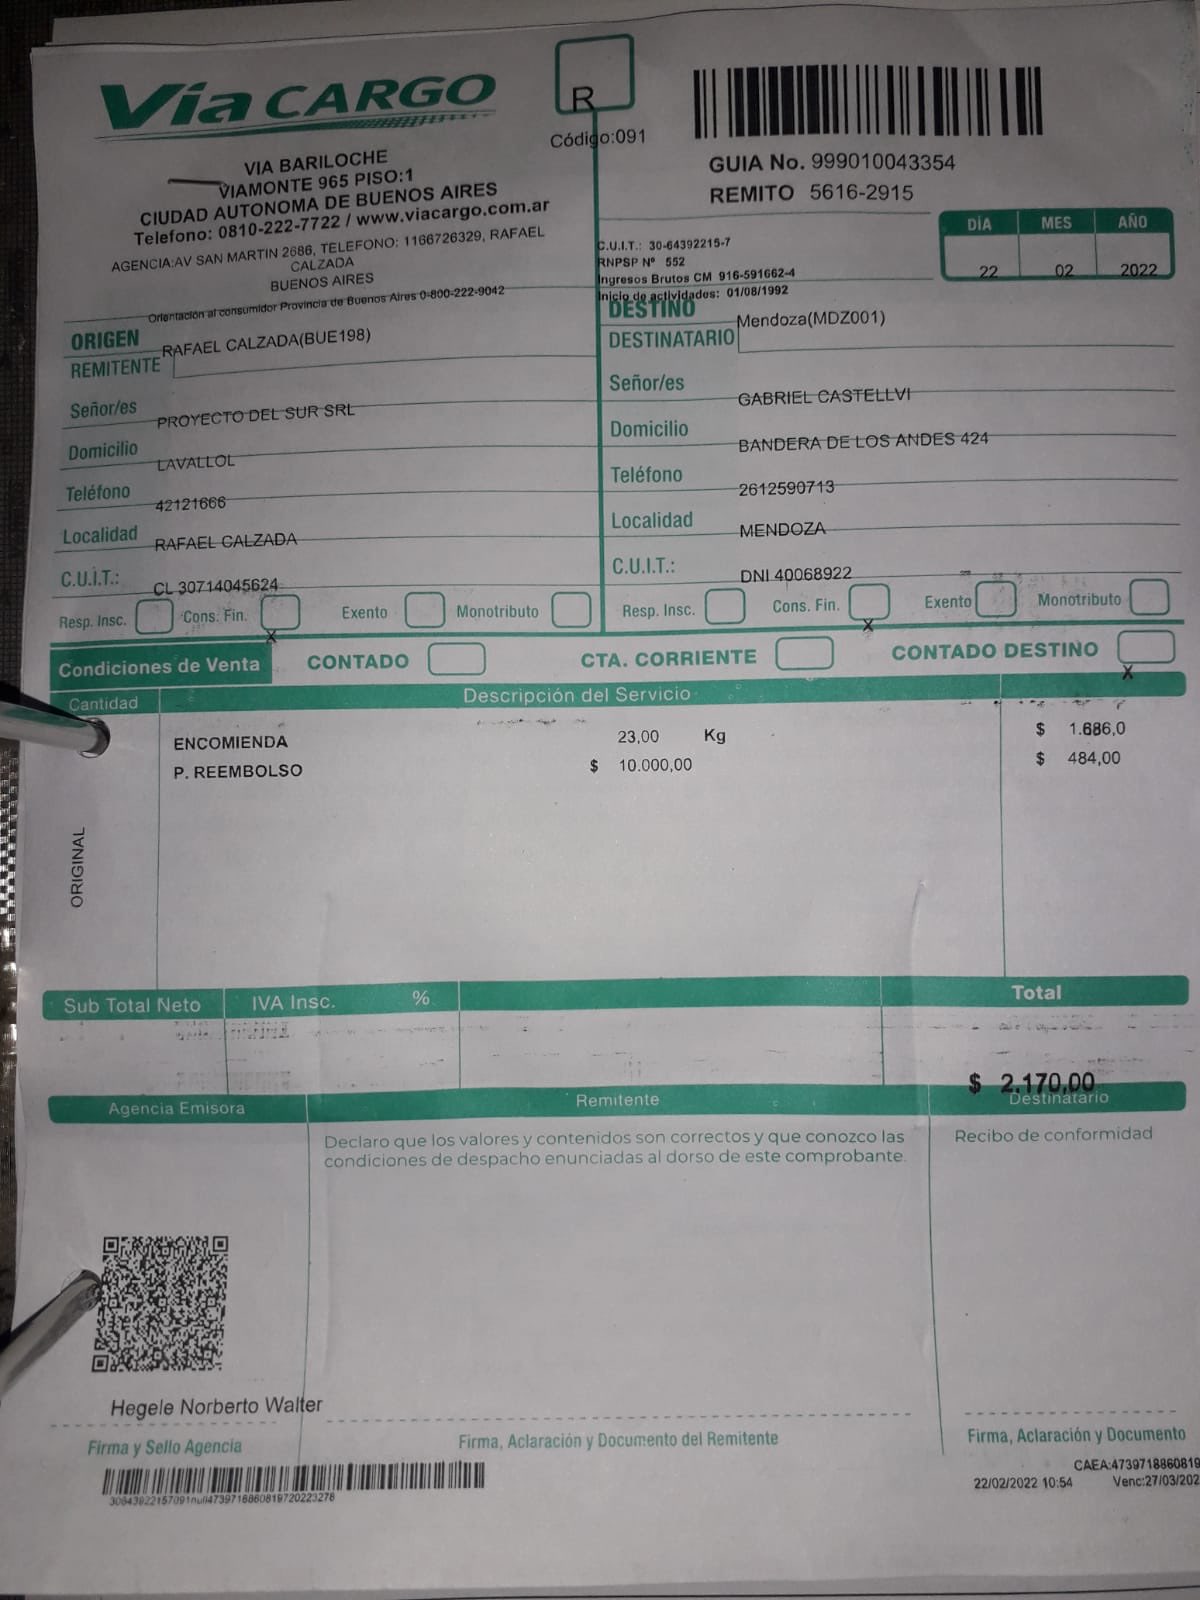 Via CARGO
R
Código:091
VIA BARILOCHE
VIAMONTE 965 PISO:1
CIUDAD AUTONOMA DE BUENOS AIRES
Telefono: 0810-222-7722 / www.viacargo.com.ar
AGENCIA:AV SAN MARTIN 2686, TELEFONO: 1166726329, RAFAEL
CALZADA
BUENOS AIRES
Orientación al consumidor Provincia de Buenos Aires 0-800-222-9042
GUIA No. 999010043354
REMITO 5616-2915
DÍA MES AÑO
22 02 2022
C.U.I.T.: 30-64392215-7
RNPSP Nº 552
Ingresos Brutos CM 916-591662-4
Inicio de actividades: 01/08/1992
ORIGEN RAFAEL CALZADA(BUE198)
REMITENTE
Señor/es PROYECTO DEL SUR SRL
Domicilio LAVALLOL
Teléfono 42121666
Localidad RAFAEL CALZADA
C.U.I.T.: CL 30714045624
Resp. Insc. Cons. Fin. X Exento Monotributo
DESTINO Mendoza(MDZ001)
DESTINATARIO
Señor/es GABRIEL CASTELLVI
Domicilio BANDERA DE LOS ANDES 424
Teléfono 2612590713
Localidad MENDOZA
C.U.I.T.: DNI 40068922
Resp. Insc. Cons. Fin. X Exento Monotributo
Condiciones de Venta CONTADO CTA. CORRIENTE CONTADO DESTINO X
Cantidad Descripción del Servicio
ENCOMIENDA 23,00 Kg $ 1.686,0
P. REEMBOLSO $ 10.000,00 $ 484,00
ORIGINAL
Sub Total Neto IVA Insc. % Total
$ 2.170,00
Agencia Emisora Remitente Destinatario
Declaro que los valores y contenidos son correctos y que conozco las
condiciones de despacho enunciadas al dorso de este comprobante.
Recibo de conformidad
Hegele Norberto Walter
Firma y Sello Agencia Firma, Aclaración y Documento del Remitente Firma, Aclaración y Documento
CAEA:4739718860819
22/02/2022 10:54 Venc:27/03/202